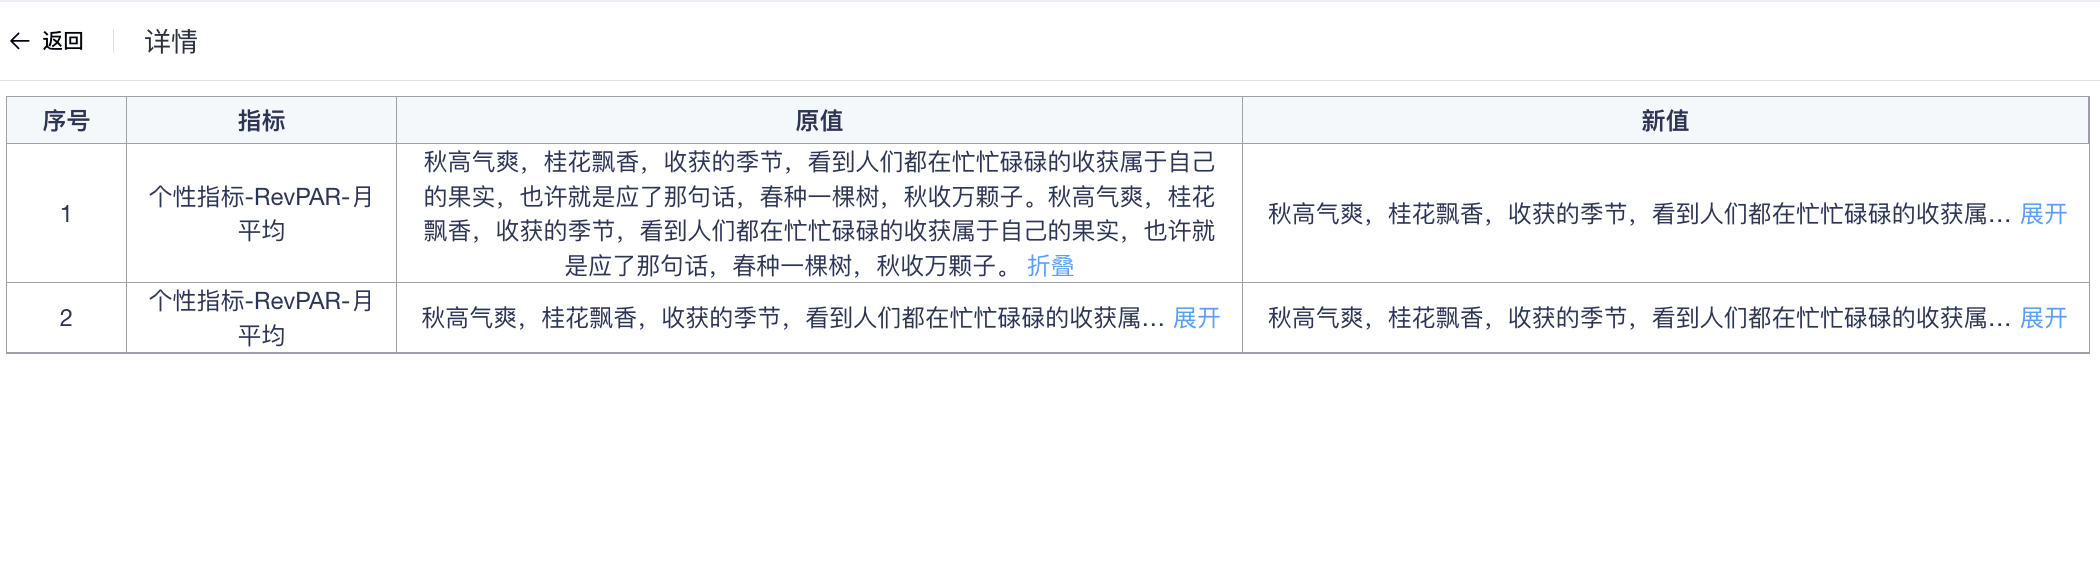 返回 详情
序号 指标 原值 新值
秋高气爽，桂花飘香，收获的季节，看到人们都在忙忙碌碌的收获属于自己
的果实，也许就是应了那句话，春种一棵树，秋收万颗子。秋高气爽，桂花
飘香，收获的季节，看到人们都在忙忙碌碌的收获属于自己的果实，也许就
是应了那句话，春种一棵树，秋收万颗子。 折叠
1
个性指标-RevPAR-月
平均
秋高气爽，桂花飘香，收获的季节，看到人们都在忙忙碌碌的收获属... 展开
2
个性指标-RevPAR-月
平均
秋高气爽，桂花飘香，收获的季节，看到人们都在忙忙碌碌的收获属... 展开
秋高气爽，桂花飘香，收获的季节，看到人们都在忙忙碌碌的收获属... 展开